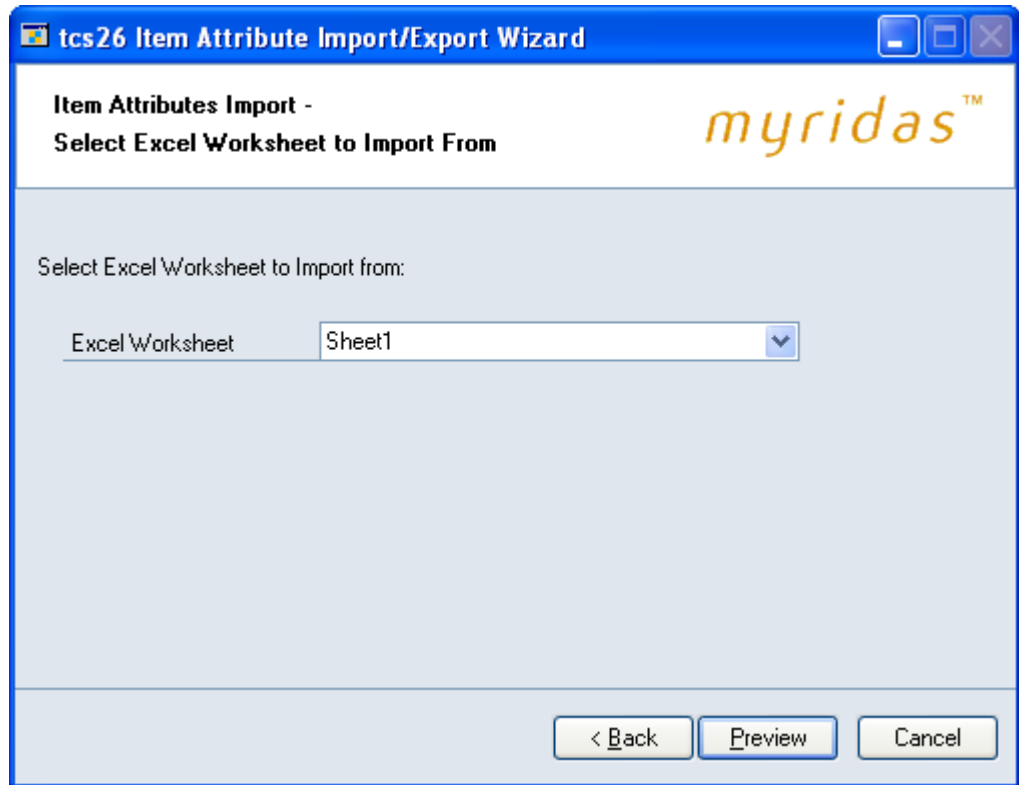 tcs26 Item Attribute Import/Export Wizard
Item Attributes Import -
Select Excel Worksheet to Import From
myridas™
Select Excel Worksheet to Import from:
Excel Worksheet Sheet1
< Back Preview Cancel